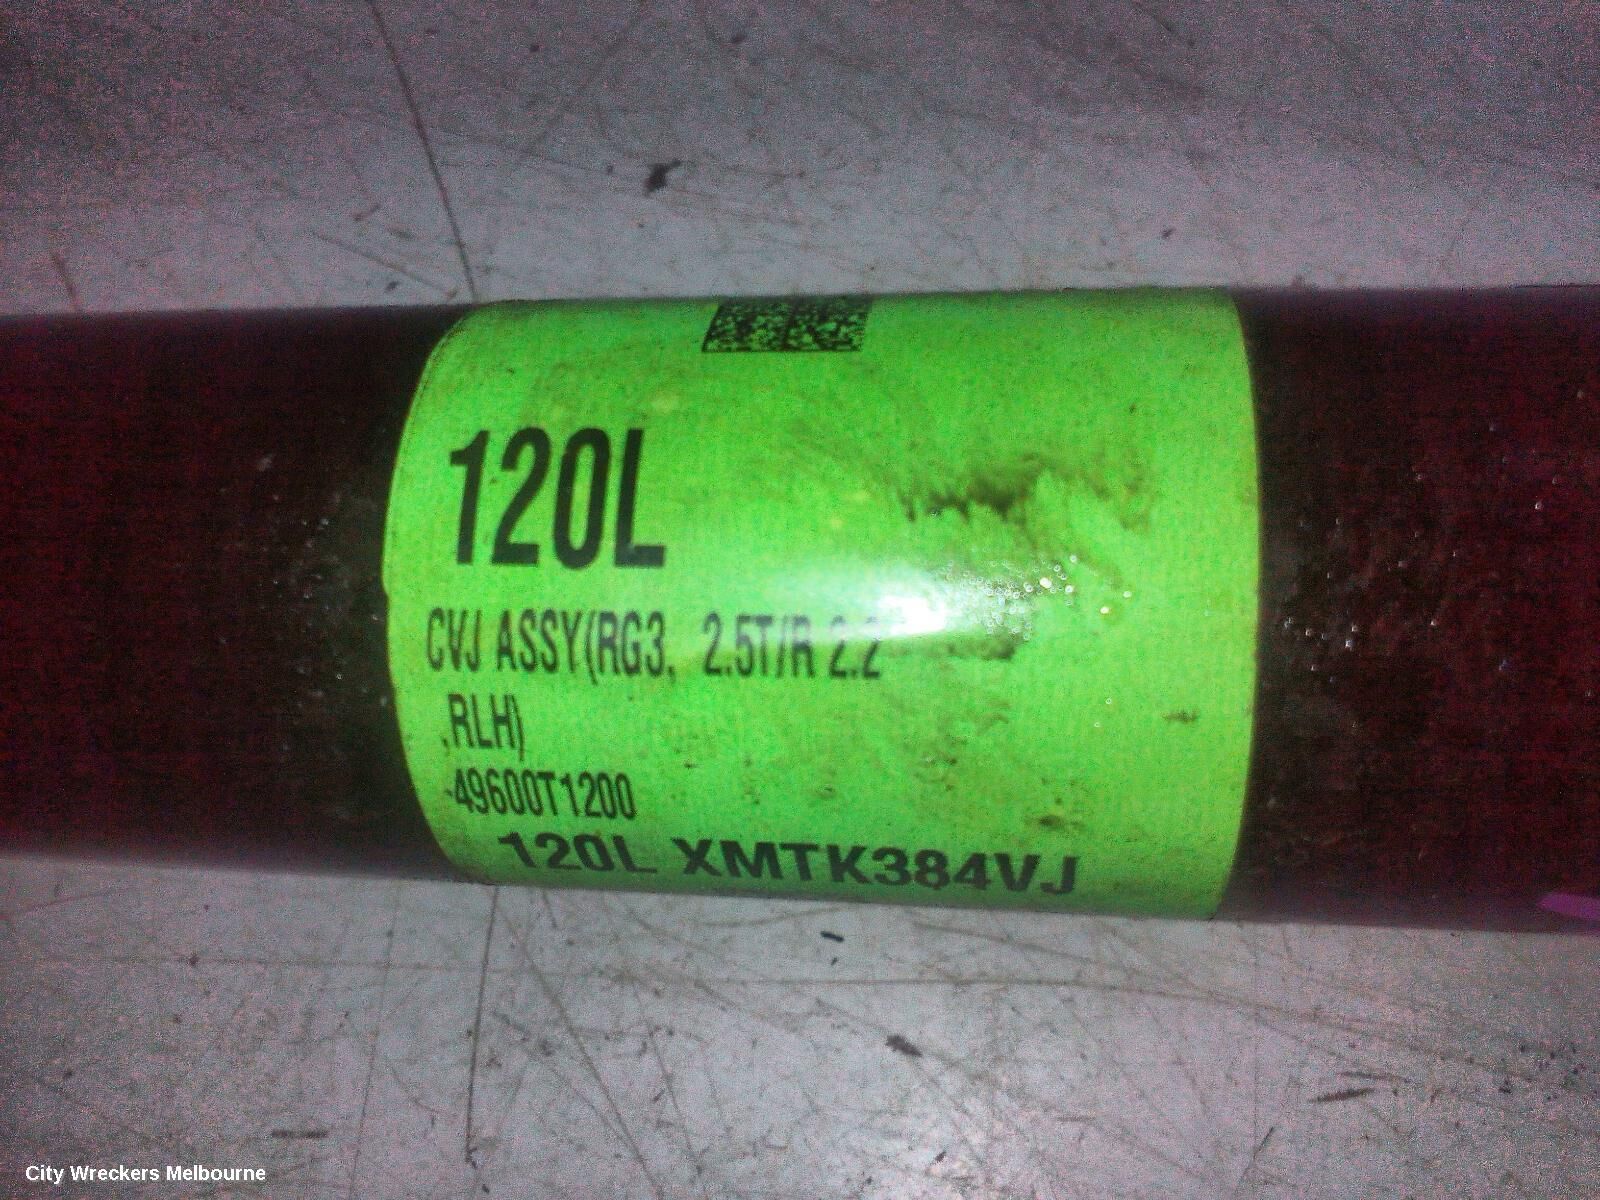 120L
CVJ ASSY(RG3, 2.5T/R 2.2
,RLH)
-49600T1200
120L XMTK384VJ
City Wreckers Melbourne